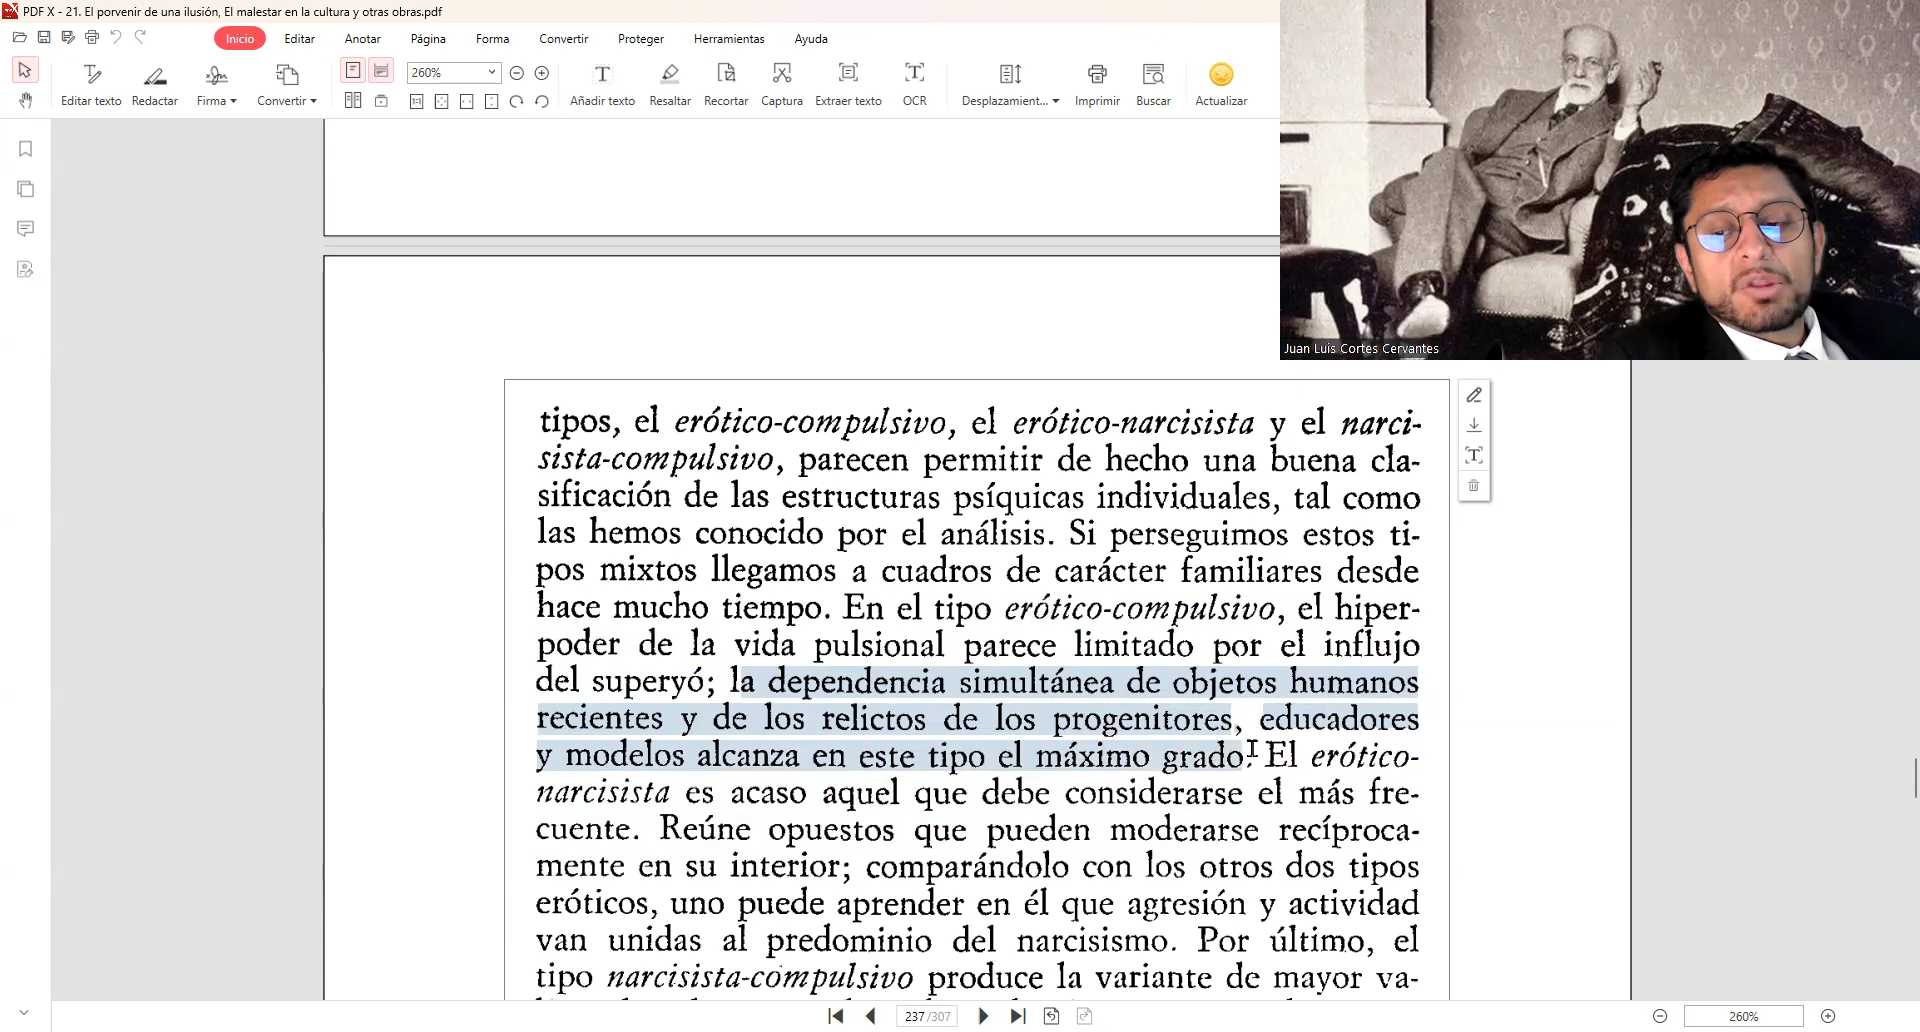 PDF X - 21. El porvenir de una ilusión, El malestar en la cultura y otras obras.pdf
Inicio Editar Anotar Página Forma Convertir Proteger Herramientas Ayuda
260%
Editar texto Redactar Firma Convertir Añadir texto Resaltar Recortar Captura Extraer texto OCR Desplazamient... Imprimir Buscar Actualizar
Juan Luis Cortes Cervantes
tipos, el erótico-compulsivo, el erótico-narcisista y el narci-
sista-compulsivo, parecen permitir de hecho una buena cla-
sificación de las estructuras psíquicas individuales, tal como
las hemos conocido por el análisis. Si perseguimos estos ti-
pos mixtos llegamos a cuadros de carácter familiares desde
hace mucho tiempo. En el tipo erótico-compulsivo, el hiper-
poder de la vida pulsional parece limitado por el influjo
del superyó; la dependencia simultánea de objetos humanos
recientes y de los relictos de los progenitores, educadores
y modelos alcanza en este tipo el máximo grado. El erótico-
narcisista es acaso aquel que debe considerarse el más fre-
cuente. Reúne opuestos que pueden moderarse recíproca-
mente en su interior; comparándolo con los otros dos tipos
eróticos, uno puede aprender en él que agresión y actividad
van unidas al predominio del narcisismo. Por último, el
tipo narcisista-compulsivo produce la variante de mayor va-
237 /307
260%